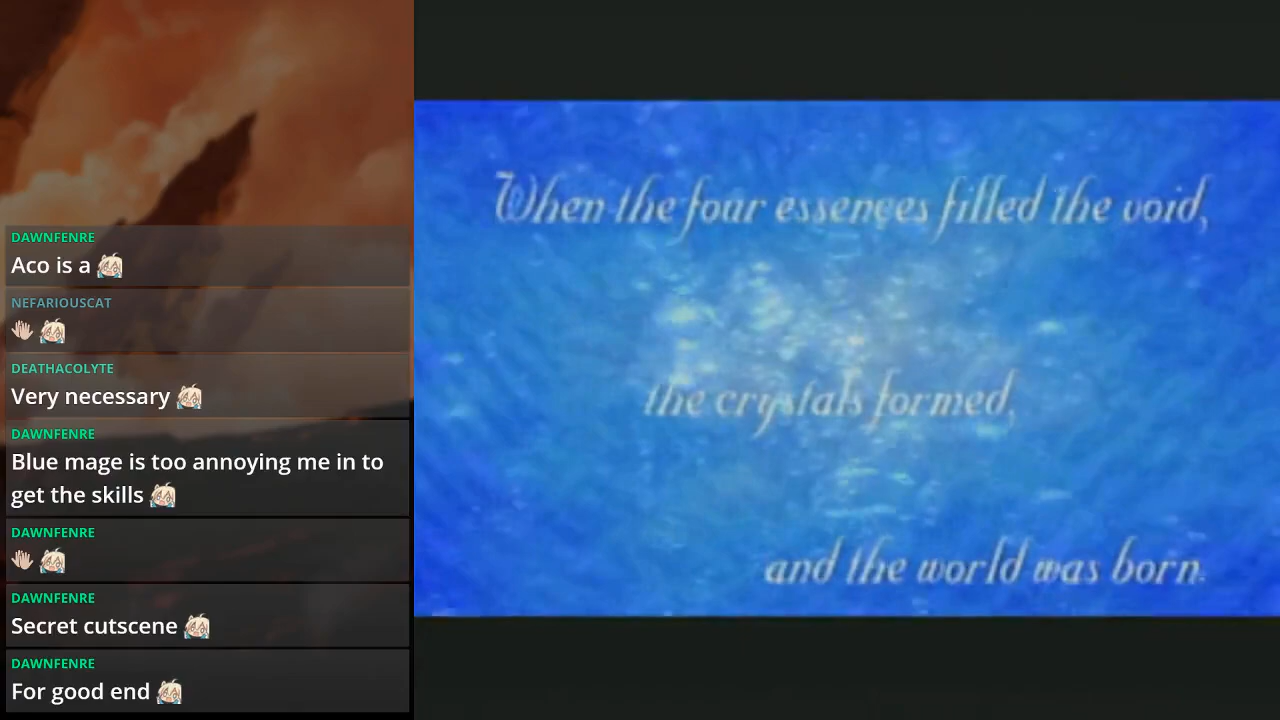 DAWNFENRE
Aco is a
NEFARIOUSCAT
DEATHACOLYTE
Very necessary
DAWNFENRE
Blue mage is too annoying me in to
get the skills
DAWNFENRE
DAWNFENRE
Secret cutscene
DAWNFENRE
For good end
When the four essences filled the void,
the crystals formed,
and the world was born.